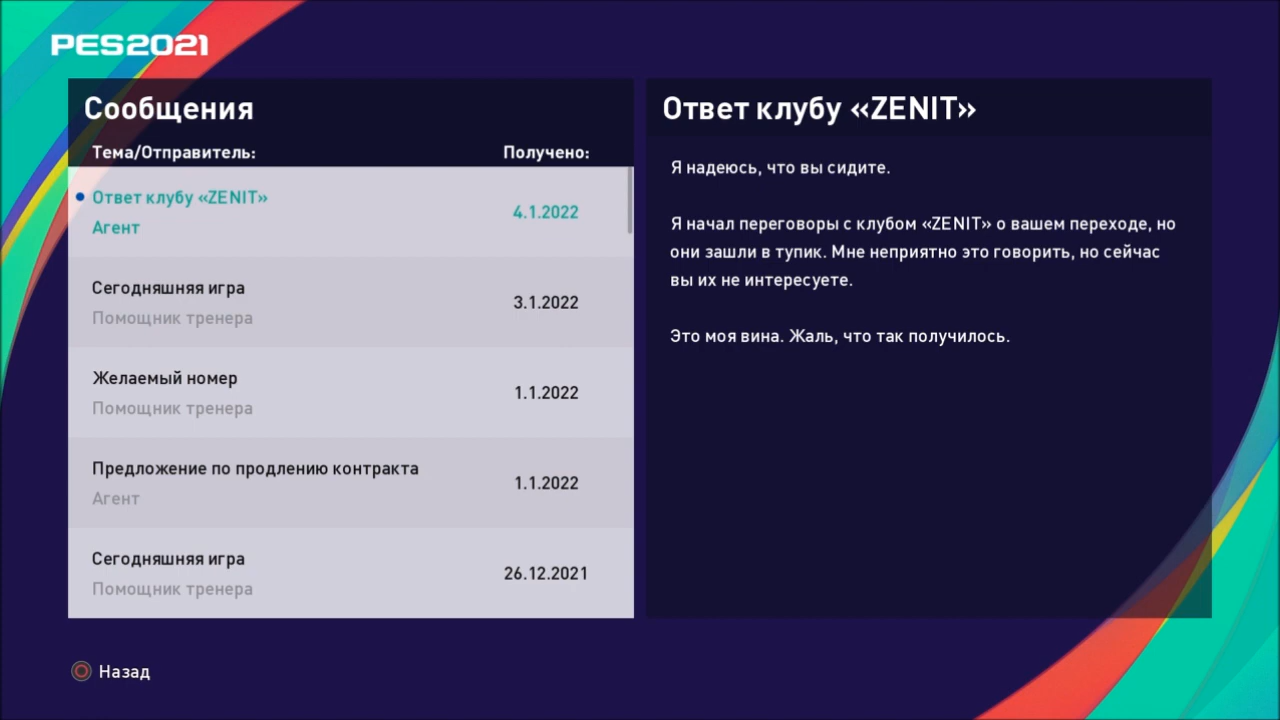 PES2021
Сообщения
Тема/Отправитель: Получено:
Ответ клубу «ZENIT»
Агент
4.1.2022
Сегодняшняя игра
Помощник тренера
3.1.2022
Желаемый номер
Помощник тренера
1.1.2022
Предложение по продлению контракта
Агент
1.1.2022
Сегодняшняя игра
Помощник тренера
26.12.2021
Ответ клубу «ZENIT»
Я надеюсь, что вы сидите.
Я начал переговоры с клубом «ZENIT» о вашем переходе, но
они зашли в тупик. Мне неприятно это говорить, но сейчас
вы их не интересуете.
Это моя вина. Жаль, что так получилось.
Назад